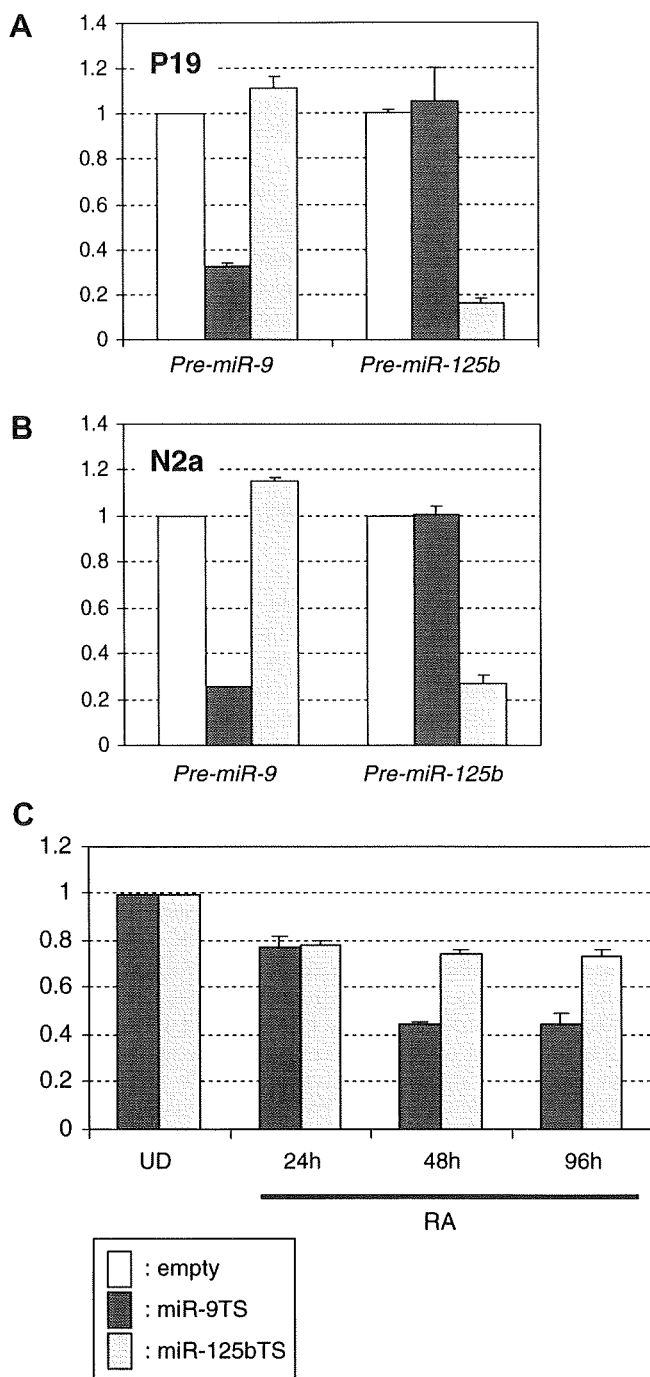 A
P19
1.4
1.2
1
0.8
0.6
0.4
0.2
0
Pre-miR-9
Pre-miR-125b
B
N2a
1.4
1.2
1
0.8
0.6
0.4
0.2
0
Pre-miR-9
Pre-miR-125b
C
1.2
1
0.8
0.6
0.4
0.2
0
UD
24h
48h
96h
RA
: empty
: miR-9TS
: miR-125bTS